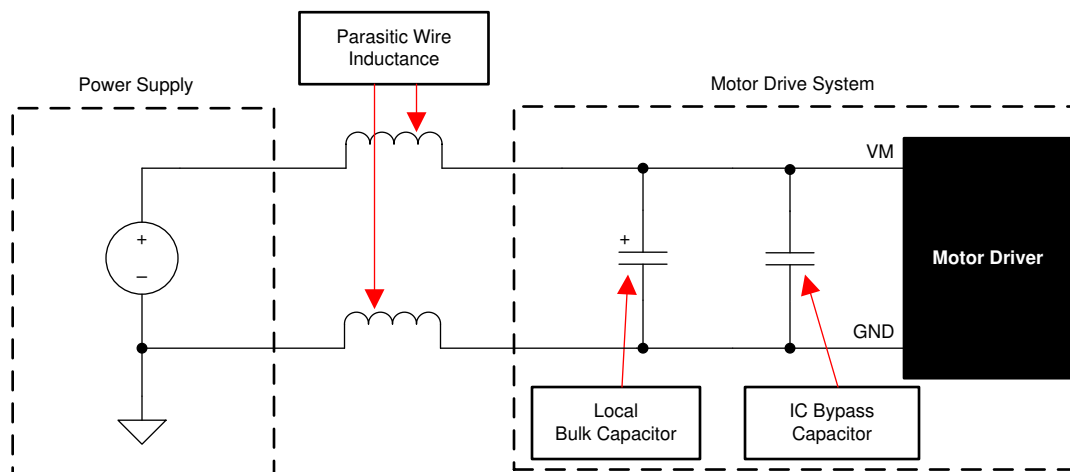 Parasitic Wire
Inductance
Power Supply
Motor Drive System
VM
+
–
+
Motor Driver
GND
Local
Bulk Capacitor
IC Bypass
Capacitor